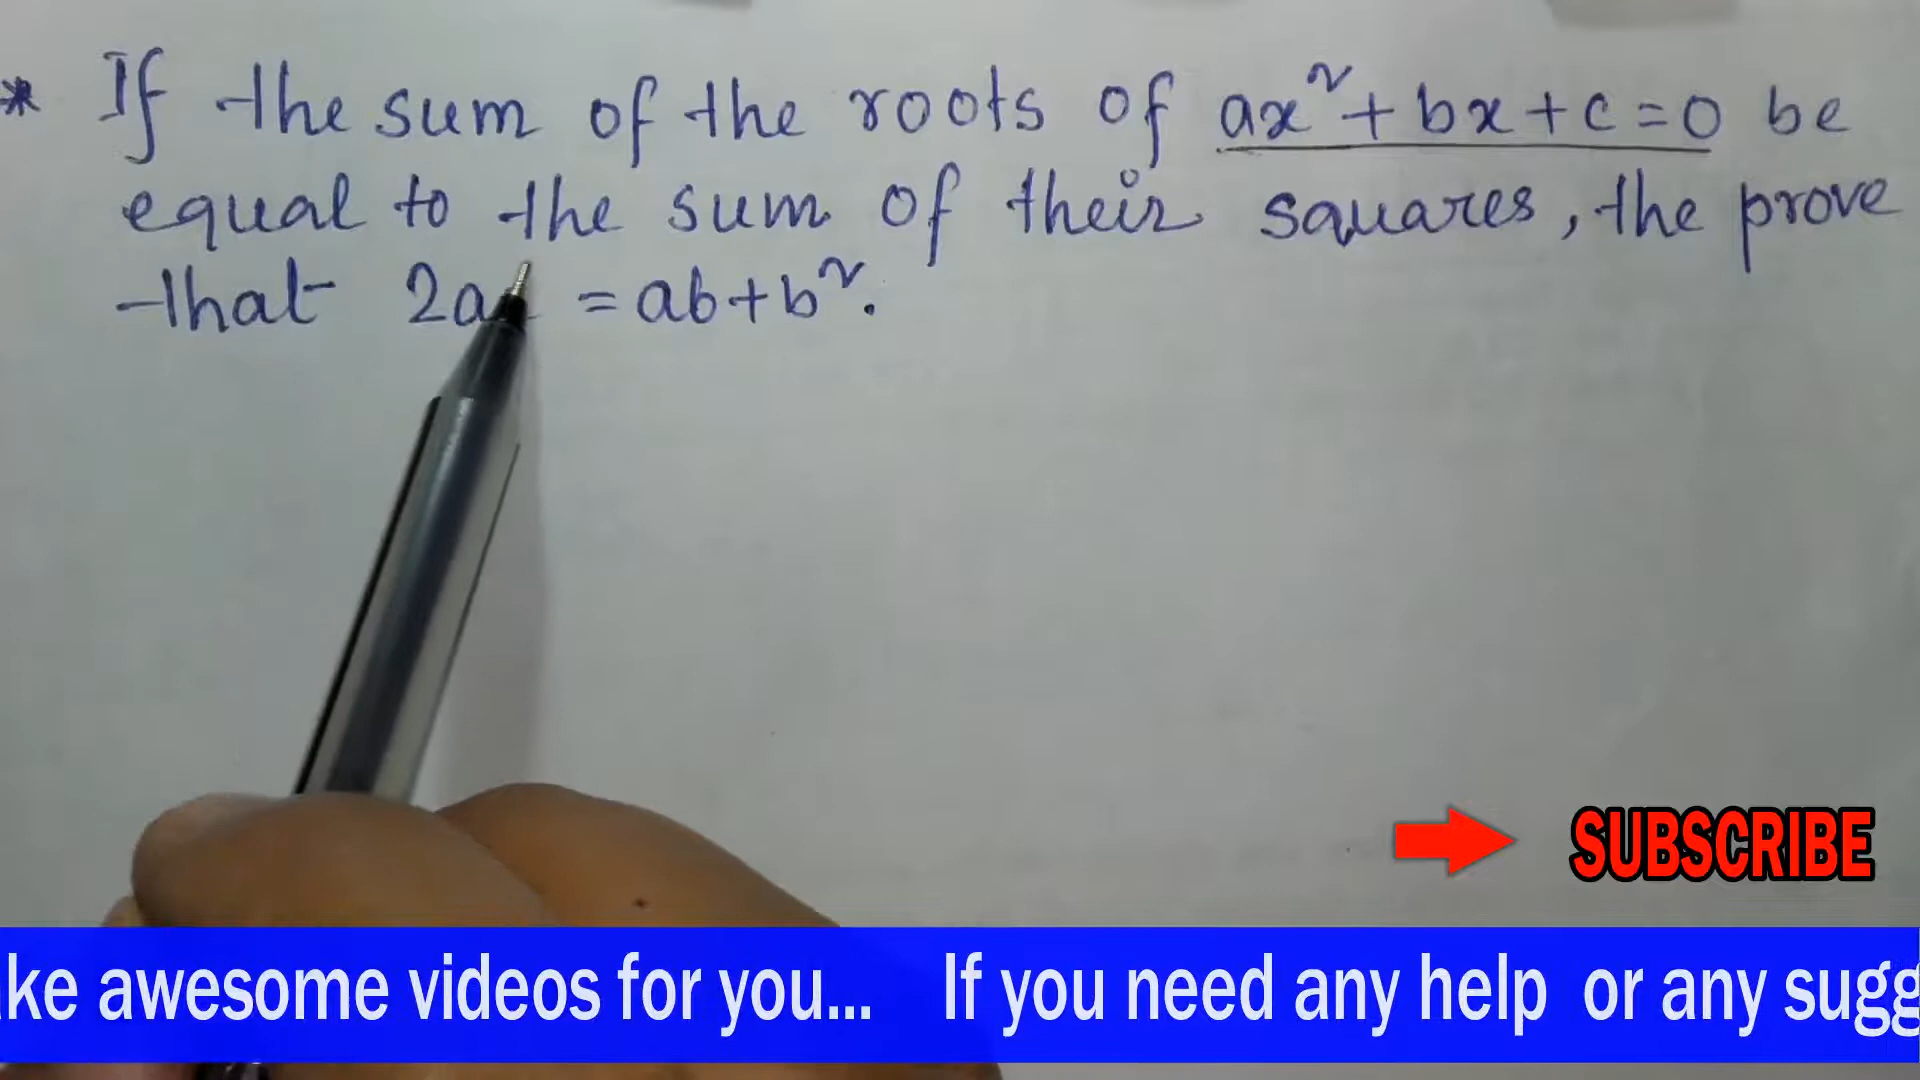 * If the sum of the roots of ax²+bx+c=0 be
equal to the sum of their squares, the prove
that 2a = ab+b².
SUBSCRIBE
ke awesome videos for you... If you need any help or any sugg